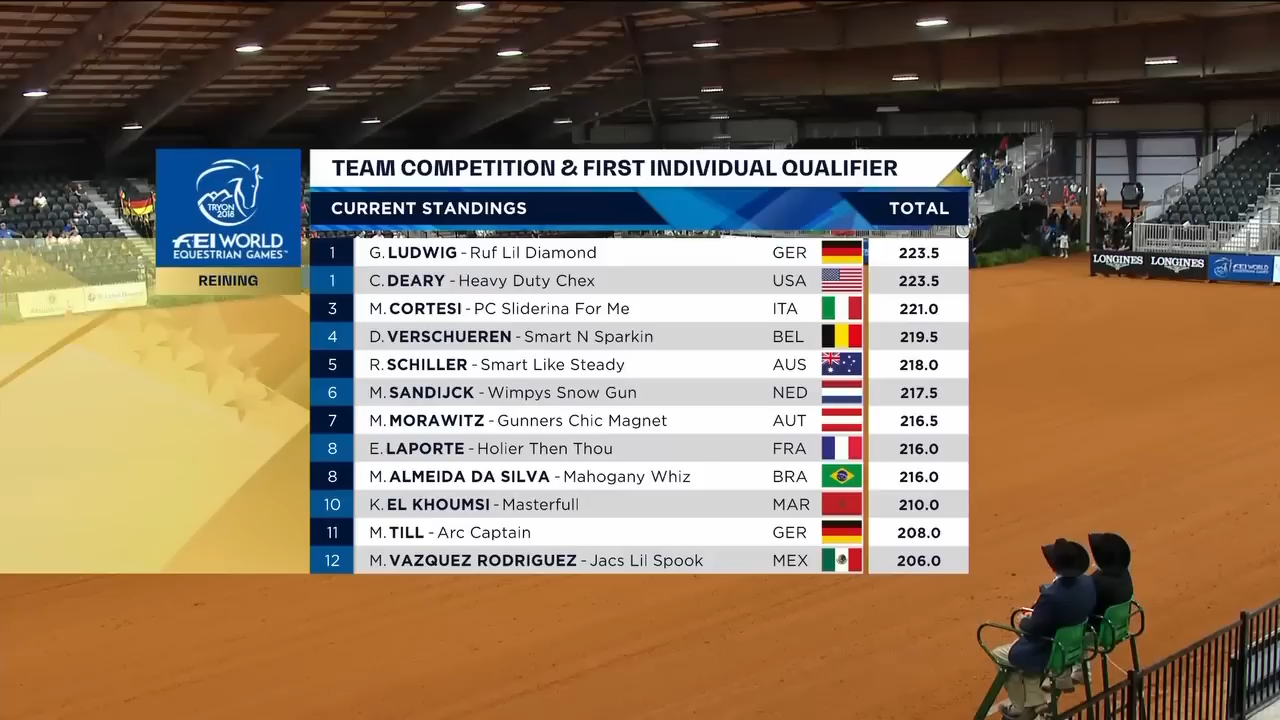 TEAM COMPETITION & FIRST INDIVIDUAL QUALIFIER
CURRENT STANDINGS TOTAL
TRYON
2018
FEI WORLD
EQUESTRIAN GAMES™
REINING
1 G. LUDWIG - Ruf Lil Diamond GER 223.5
1 C. DEARY - Heavy Duty Chex USA 223.5
3 M. CORTESI - PC Sliderina For Me ITA 221.0
4 D. VERSCHUEREN - Smart N Sparkin BEL 219.5
5 R. SCHILLER - Smart Like Steady AUS 218.0
6 M. SANDIJCK - Wimpys Snow Gun NED 217.5
7 M. MORAWITZ - Gunners Chic Magnet AUT 216.5
8 E. LAPORTE - Holier Then Thou FRA 216.0
8 M. ALMEIDA DA SILVA - Mahogany Whiz BRA 216.0
10 K. EL KHOUMSI - Masterfull MAR 210.0
11 M. TILL - Arc Captain GER 208.0
12 M. VAZQUEZ RODRIGUEZ - Jacs Lil Spook MEX 206.0
LONGINES LONGINES
FEI WORLD
EQUESTRIAN GAMES